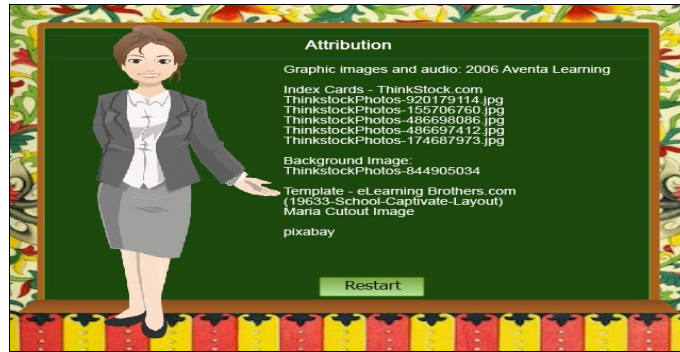 Attribution
Graphic images and audio: 2006 Aventa Learning
Index Cards - ThinkStock.com
ThinkstockPhotos-920179114.jpg
ThinkstockPhotos-155706760.jpg
ThinkstockPhotos-486698086.jpg
ThinkstockPhotos-486697412.jpg
ThinkstockPhotos-174687973.jpg
Background Image:
ThinkstockPhotos-844905034
Template - eLearning Brothers.com
(19633-School-Captivate-Layout)
Maria Cutout Image
pixabay
Restart